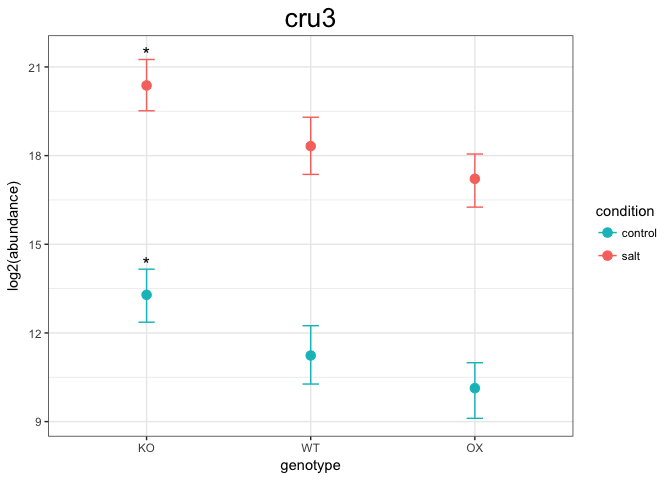 cru3
*
*
21
18
15
12
9
log2(abundance)
KO WT OX
genotype
condition
control
salt